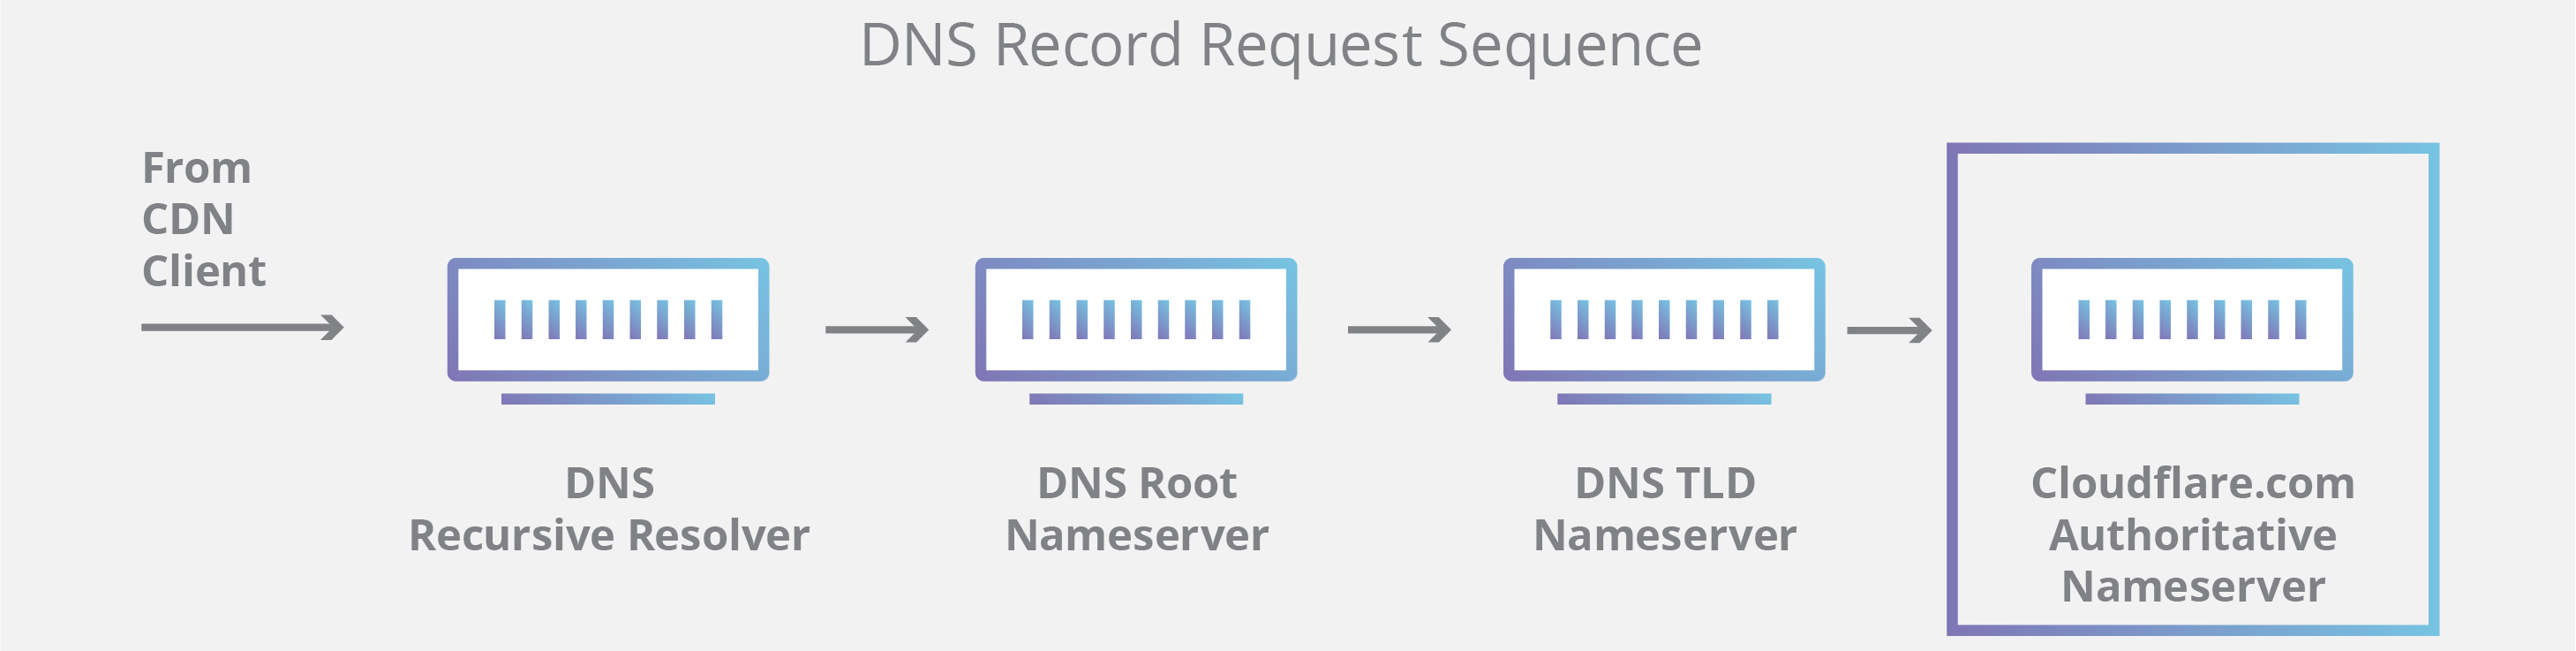 DNS Record Request Sequence
From
CDN
Client
DNS
Recursive Resolver
DNS Root
Nameserver
DNS TLD
Nameserver
Cloudflare.com
Authoritative
Nameserver